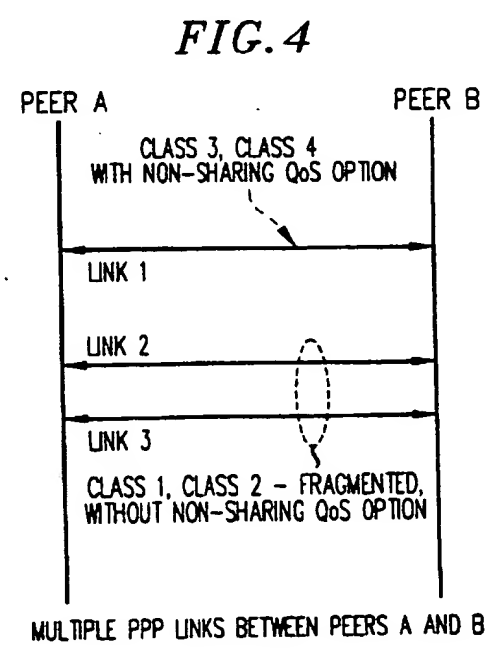 FIG. 4
PEER A
PEER B
CLASS 3, CLASS 4
WITH NON-SHARING QoS OPTION
LINK 1
LINK 2
LINK 3
CLASS 1, CLASS 2 - FRAGMENTED,
WITHOUT NON-SHARING QoS OPTION
MULTIPLE PPP LINKS BETWEEN PEERS A AND B